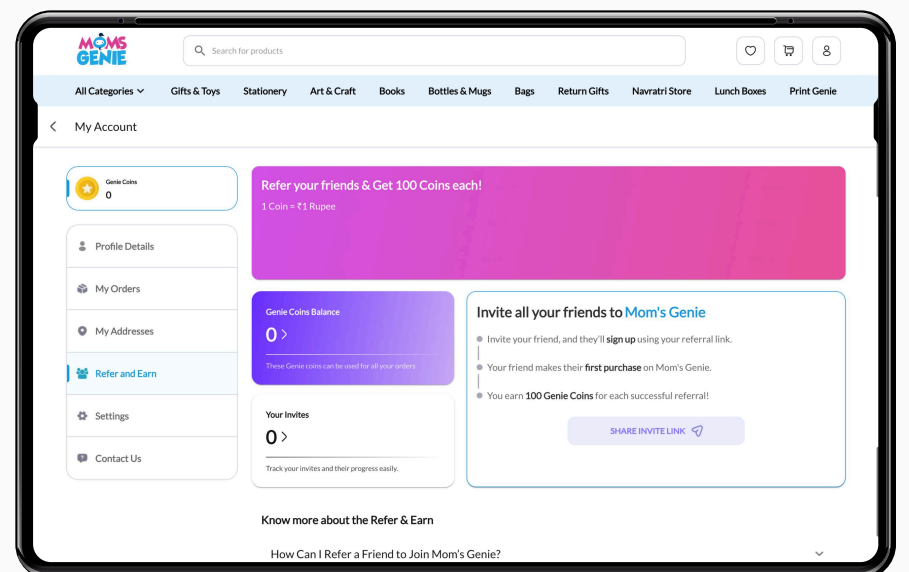 MOMS
GENIE
Search for products
All Categories
Gifts & Toys
Stationery
Art & Craft
Books
Bottles & Mugs
Bags
Return Gifts
Navratri Store
Lunch Boxes
Print Genie
My Account
Genie Coins
0
Profile Details
My Orders
My Addresses
Refer and Earn
Settings
Contact Us
Refer your friends & Get 100 Coins each!
1 Coin = ₹1 Rupee
Genie Coins Balance
0 >
These Genie coins can be used for all your orders
Your Invites
0 >
Track your invites and their progress easily.
Invite all your friends to Mom's Genie
Invite your friend, and they'll sign up using your referral link.
Your friend makes their first purchase on Mom's Genie.
You earn 100 Genie Coins for each successful referral!
SHARE INVITE LINK
Know more about the Refer & Earn
How Can I Refer a Friend to Join Mom's Genie?